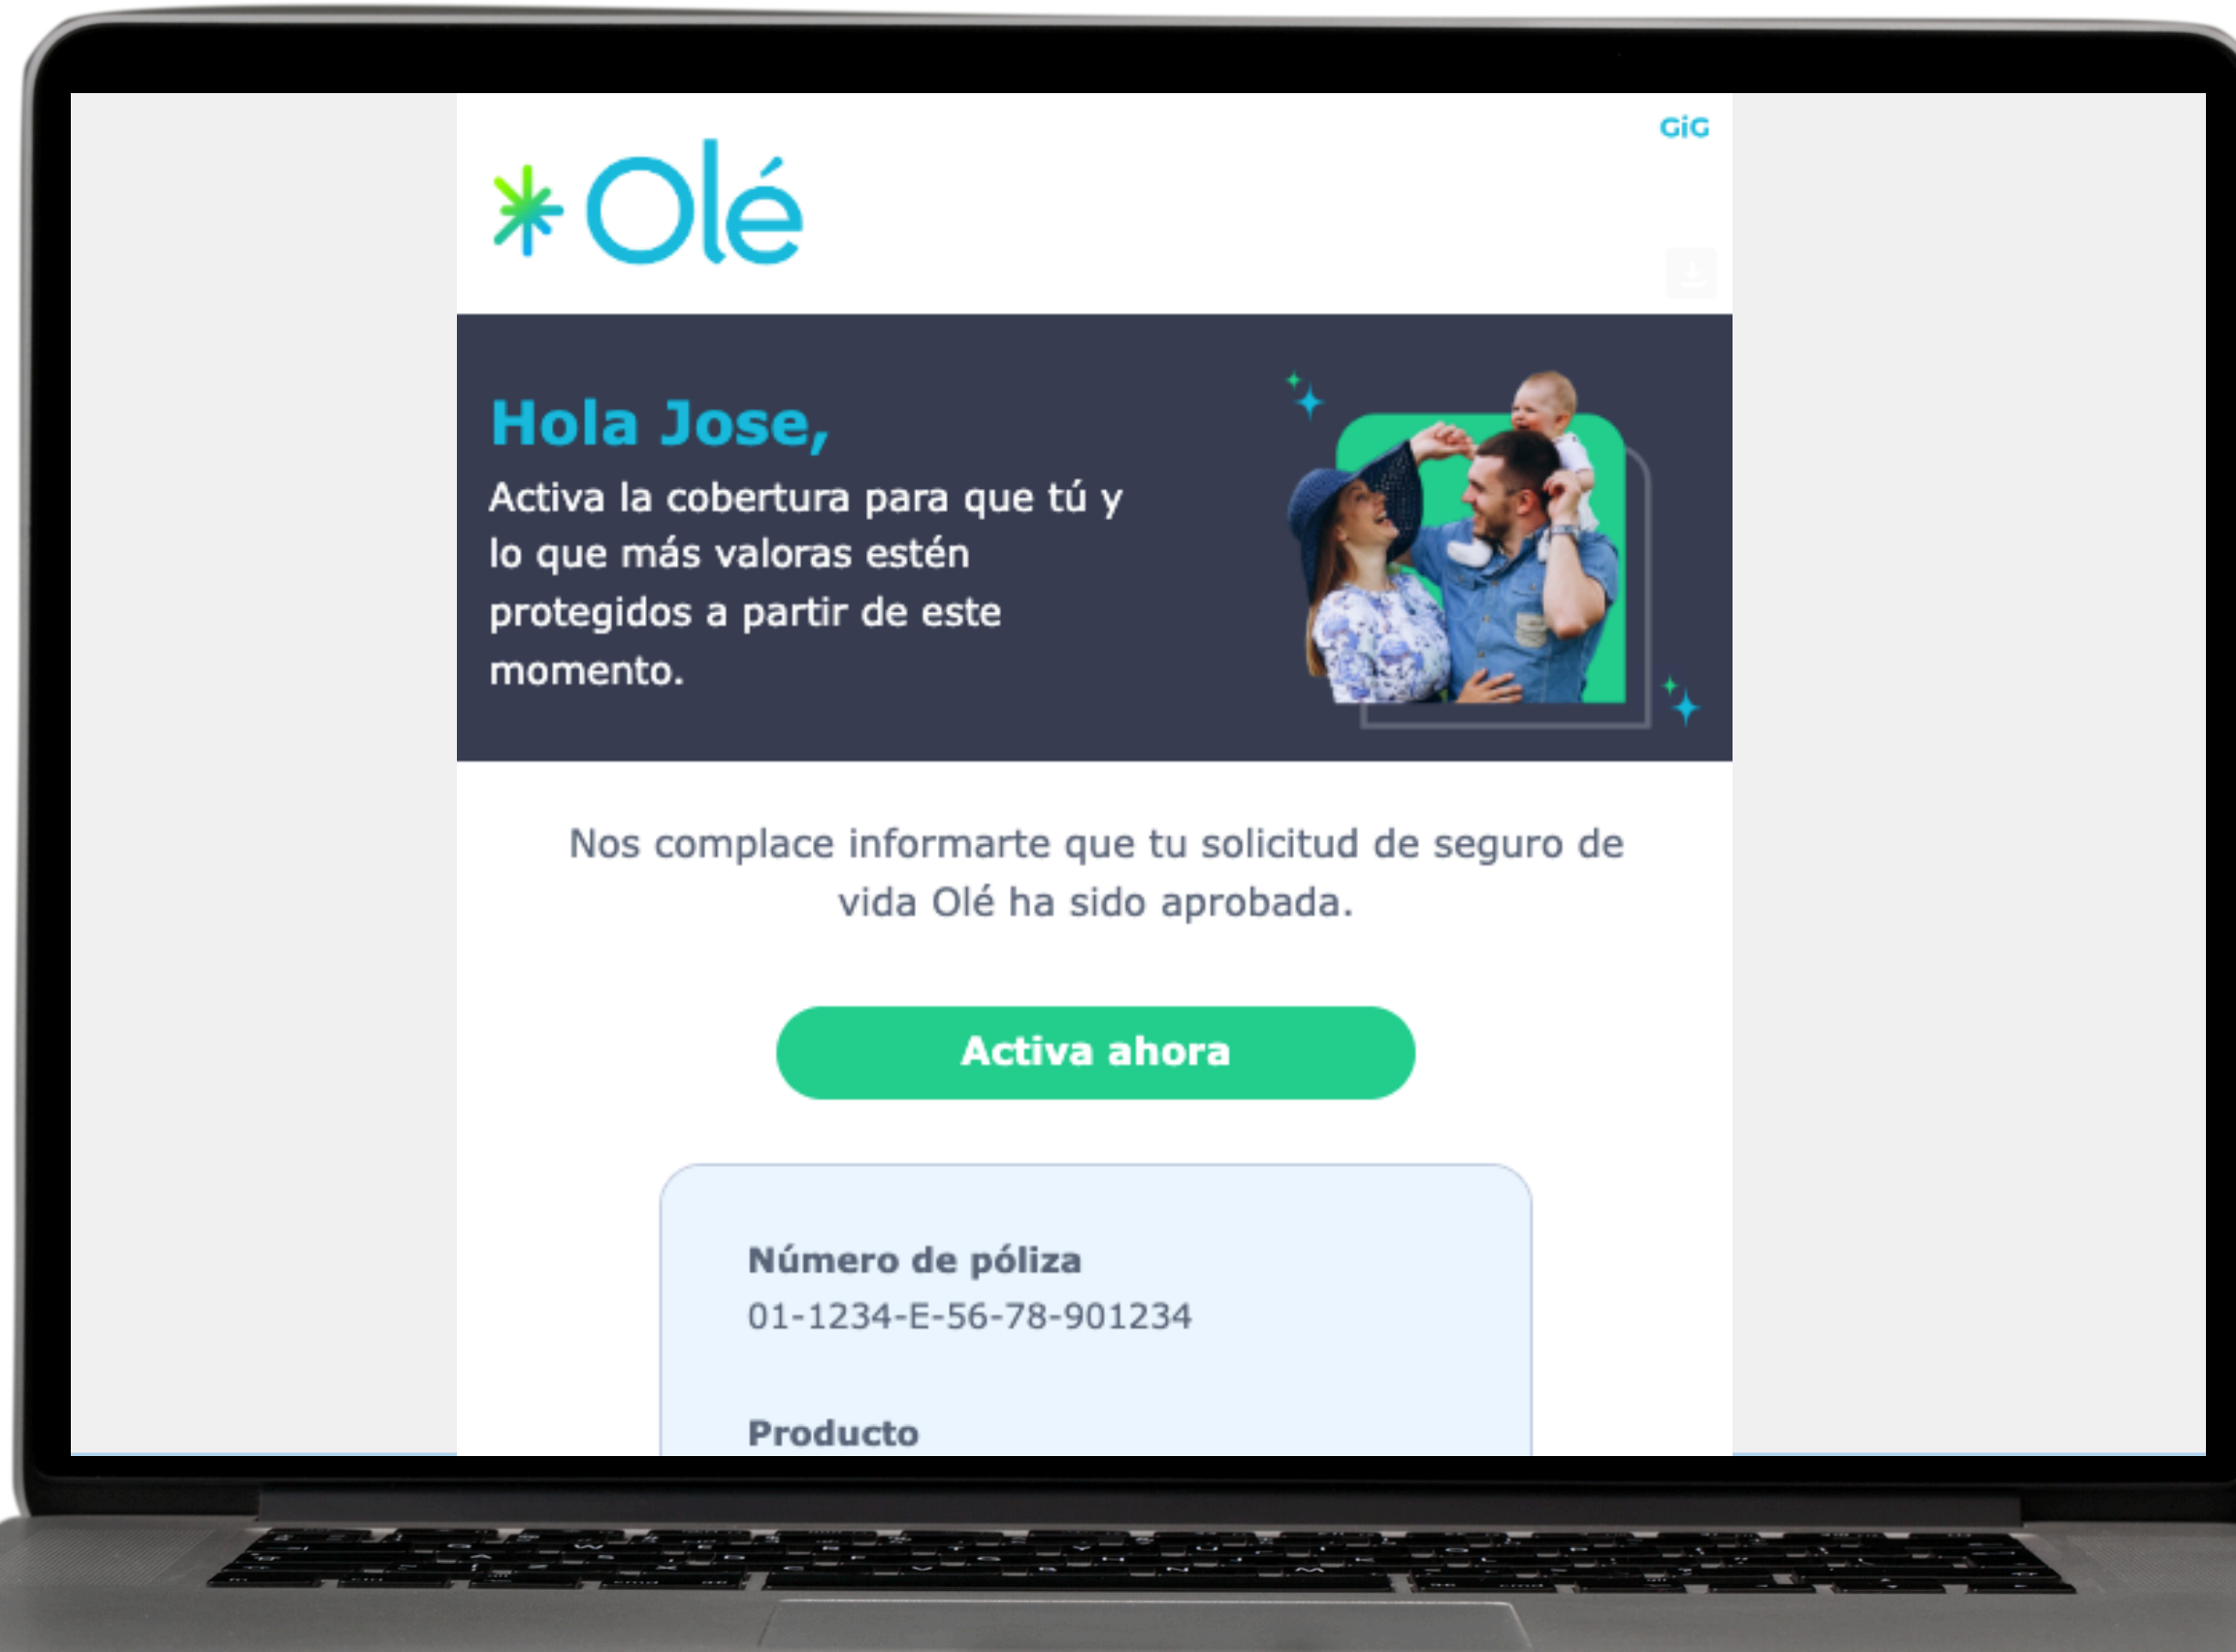 GiG
Olé
Hola Jose,
Activa la cobertura para que tú y
lo que más valoras estén
protegidos a partir de este
momento.
Nos complace informarte que tu solicitud de seguro de
vida Olé ha sido aprobada.
Activa ahora
Número de póliza
01-1234-E-56-78-901234
Producto